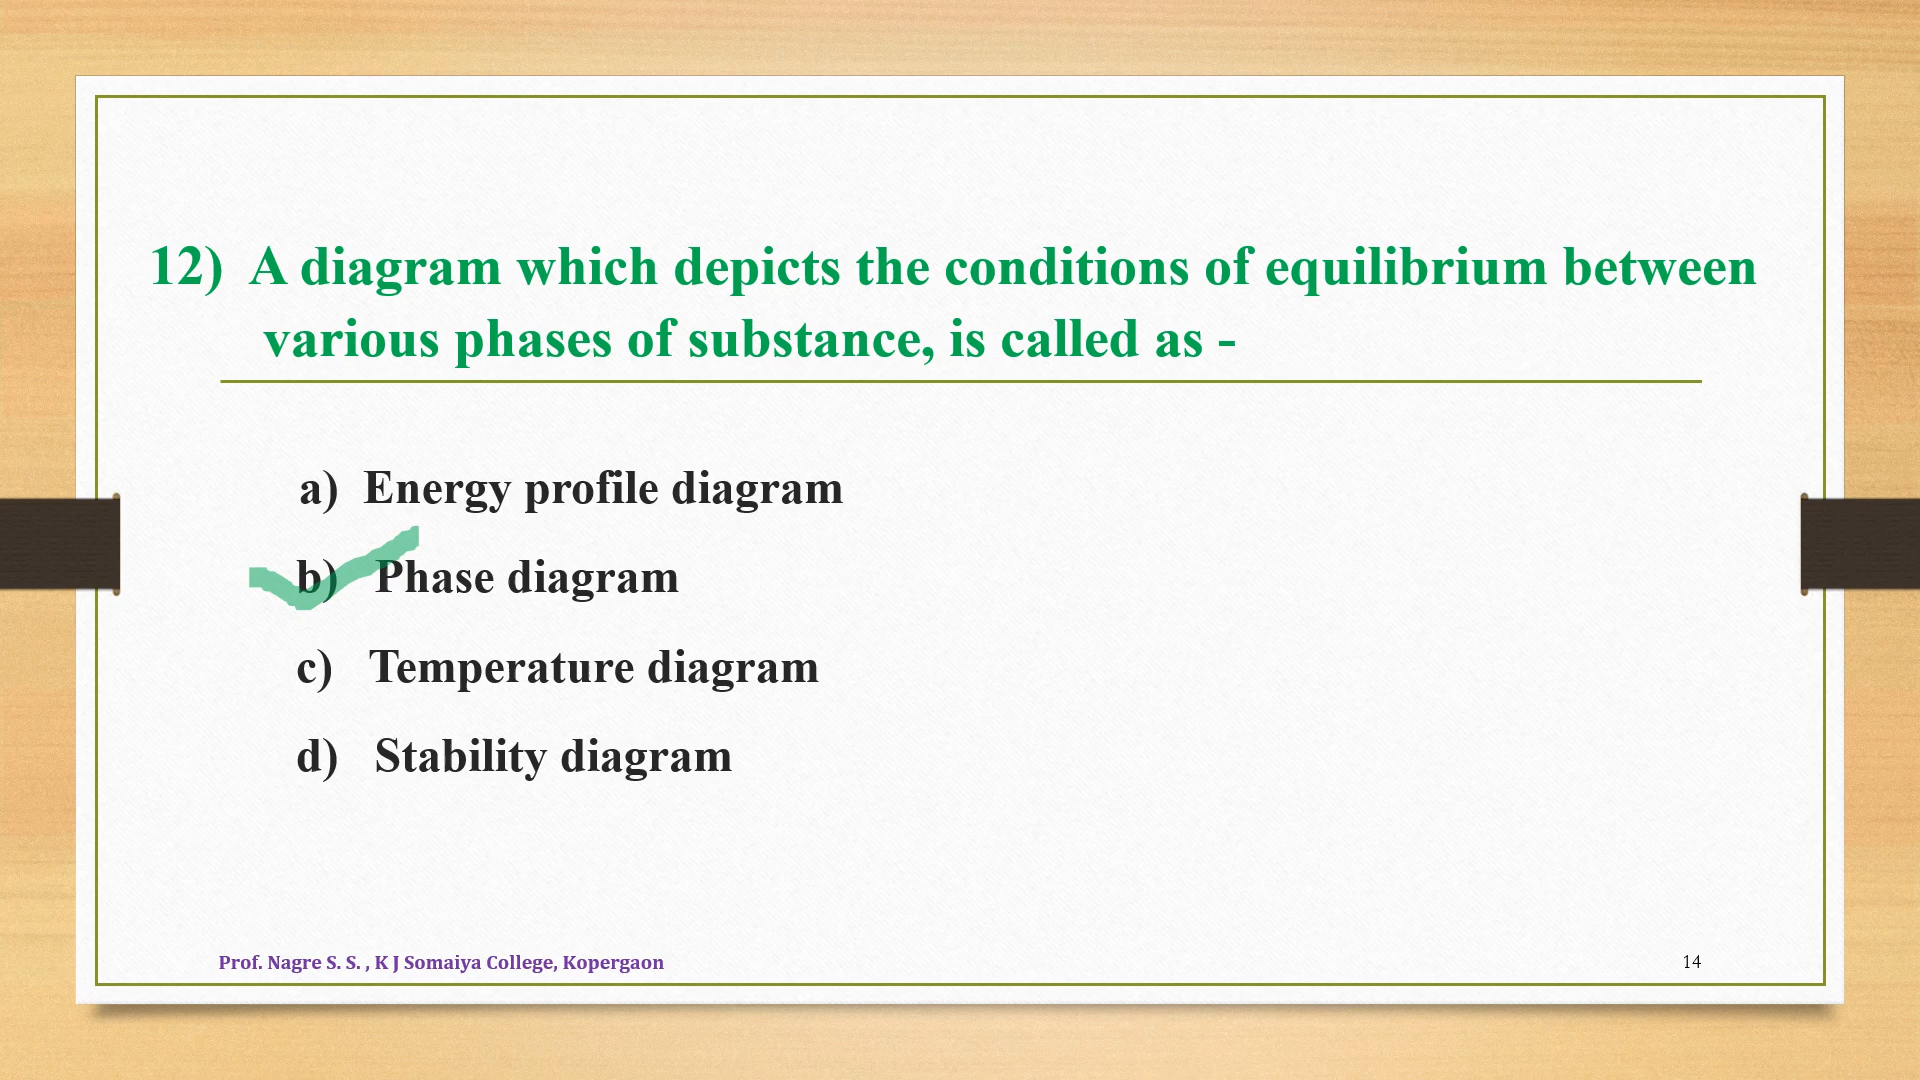 12) A diagram which depicts the conditions of equilibrium between
various phases of substance, is called as -
a) Energy profile diagram
b) Phase diagram
c) Temperature diagram
d) Stability diagram
Prof. Nagre S. S. , K J Somaiya College, Kopergaon
14